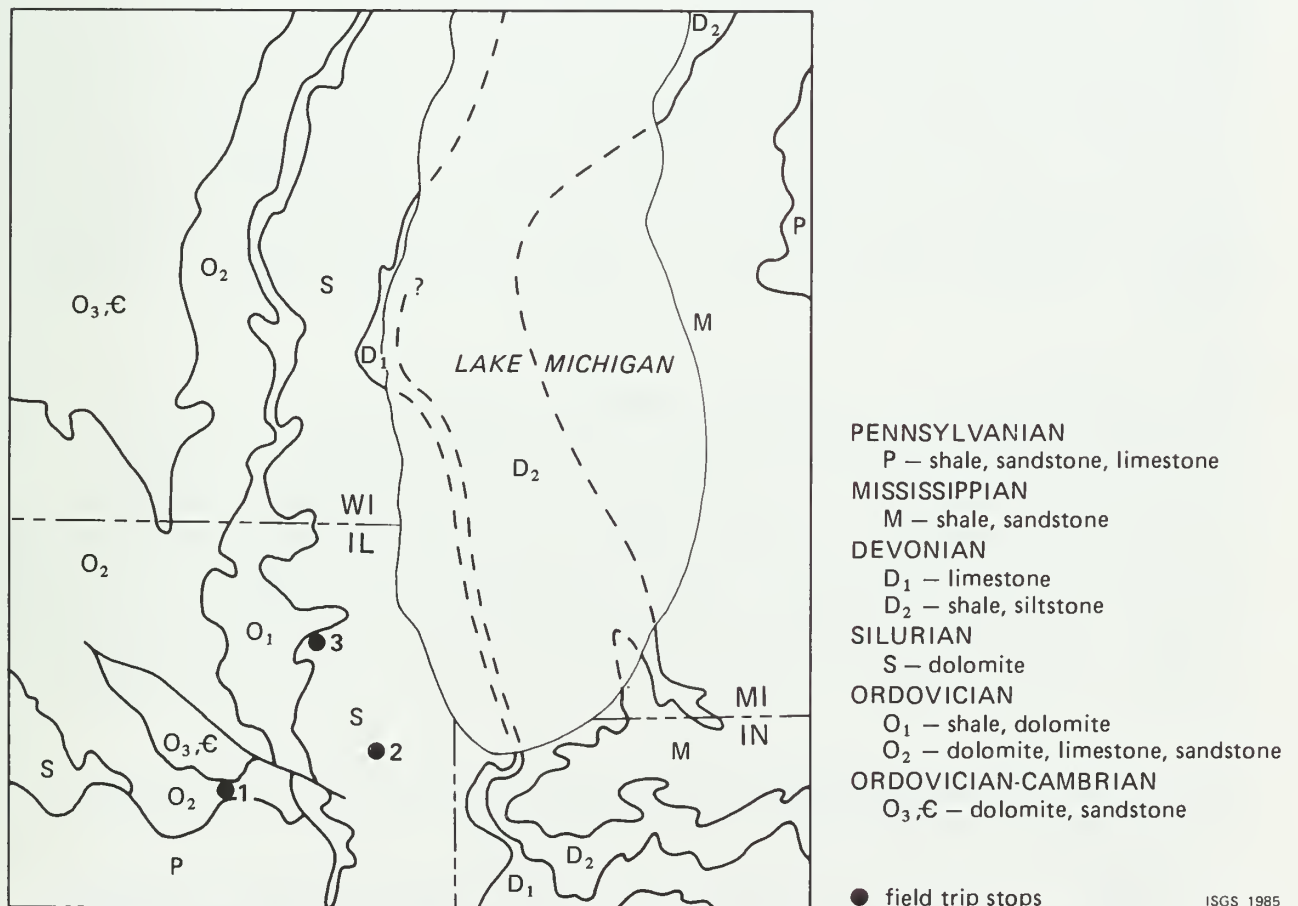 D₂
P
O₂
S
O₃,Ꞓ
?
M
D₁
LAKE MICHIGAN
D₂
WI
IL
O₂
O₁
3
MI
IN
S
O₃,Ꞓ
2
M
S
O₂
1
P
D₂
D₁
PENNSYLVANIAN
P – shale, sandstone, limestone
MISSISSIPPIAN
M – shale, sandstone
DEVONIAN
D₁ – limestone
D₂ – shale, siltstone
SILURIAN
S – dolomite
ORDOVICIAN
O₁ – shale, dolomite
O₂ – dolomite, limestone, sandstone
ORDOVICIAN-CAMBRIAN
O₃,Ꞓ – dolomite, sandstone
● field trip stops
ISGS 1985